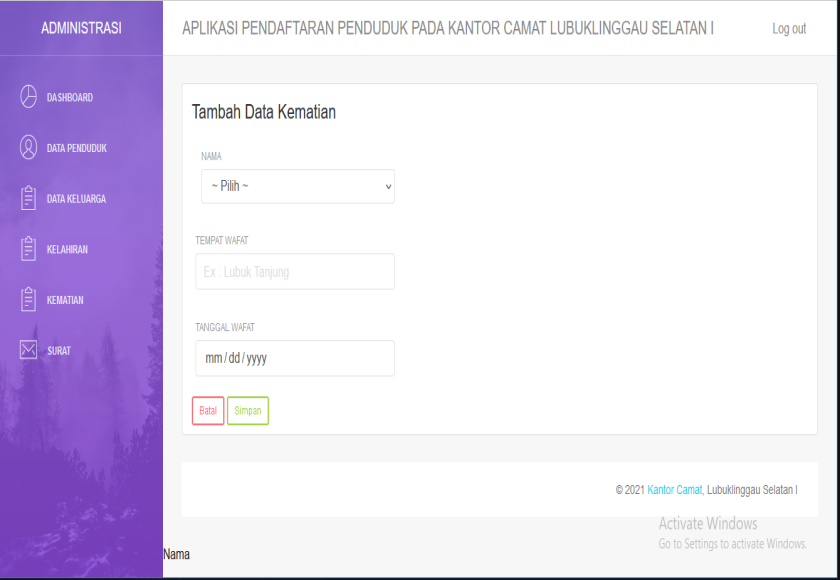 ADMINISTRASI
APLIKASI PENDAFTARAN PENDUDUK PADA KANTOR CAMAT LUBUKLINGGAU SELATAN I
Log out
DASHBOARD
DATA PENDUDUK
DATA KELUARGA
KELAHIRAN
KEMATIAN
SURAT
Tambah Data Kematian
NAMA
~ Pilih ~
TEMPAT WAFAT
Ex : Lubuk Tanjung
TANGGAL WAFAT
mm/dd/yyyy
Batal
Simpan
© 2021 Kantor Camat, Lubuklinggau Selatan I
Activate Windows
Go to Settings to activate Windows.
Nama